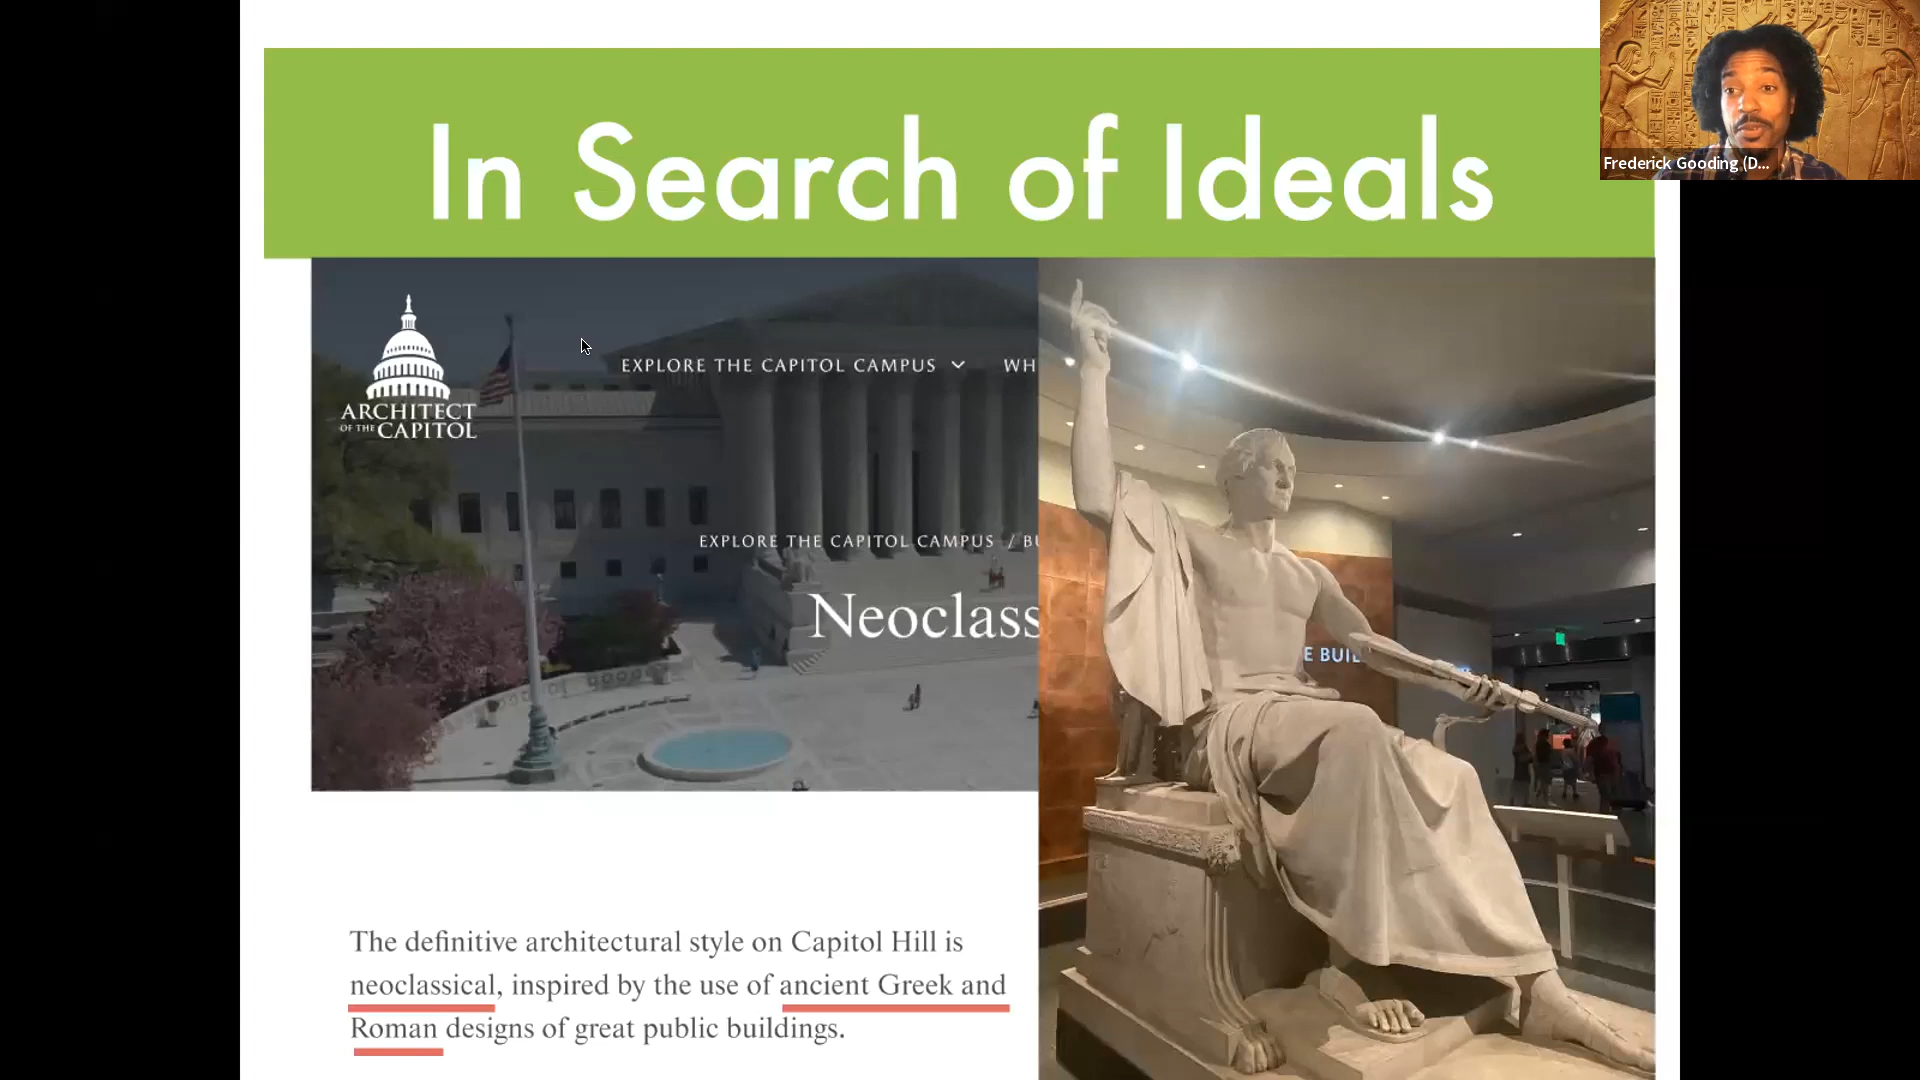 In Search of Ideals
Frederick Gooding (D...
ARCHITECT
OF THE CAPITOL
EXPLORE THE CAPITOL CAMPUS
WH
EXPLORE THE CAPITOL CAMPUS / BU
Neoclass
E BUIL
The definitive architectural style on Capitol Hill is
neoclassical, inspired by the use of ancient Greek and
Roman designs of great public buildings.